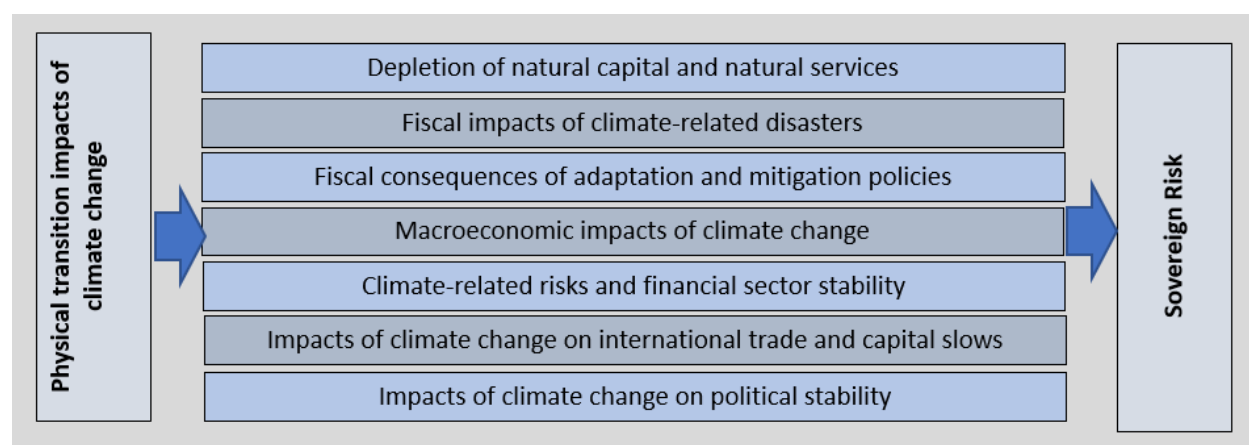 Physical transition impacts of
climate change
Depletion of natural capital and natural services
Fiscal impacts of climate-related disasters
Fiscal consequences of adaptation and mitigation policies
Macroeconomic impacts of climate change
Climate-related risks and financial sector stability
Impacts of climate change on international trade and capital slows
Impacts of climate change on political stability
Sovereign Risk